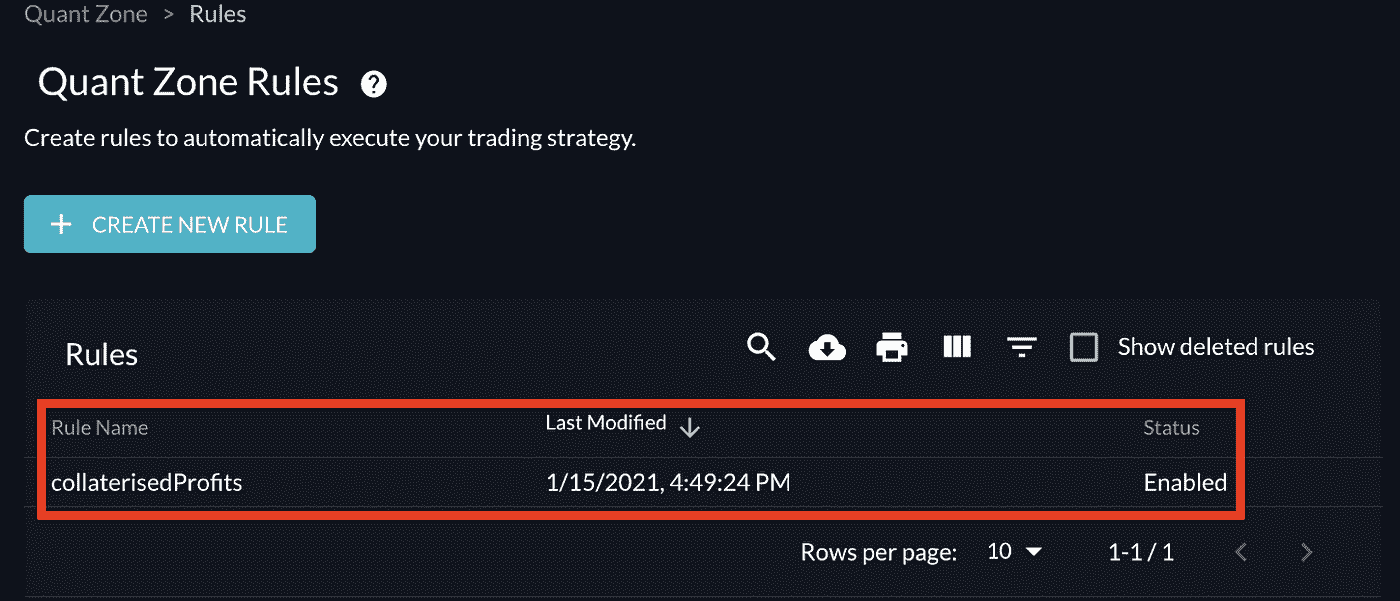 Quant Zone > Rules
Quant Zone Rules ?
Create rules to automatically execute your trading strategy.
+ CREATE NEW RULE
Rules
Show deleted rules
Rule Name Last Modified ↓ Status
collaterisedProfits 1/15/2021, 4:49:24 PM Enabled
Rows per page: 10 1-1 / 1 < >